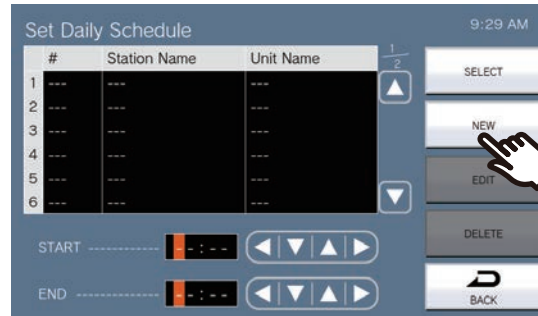 Set Daily Schedule
9:29 AM
# Station Name Unit Name
1/2
1 --- --- ---
2 --- --- ---
3 --- --- ---
4 --- --- ---
5 --- --- ---
6 --- --- ---
START ------------ --:--
END -------------- --:--
SELECT
NEW
EDIT
DELETE
BACK